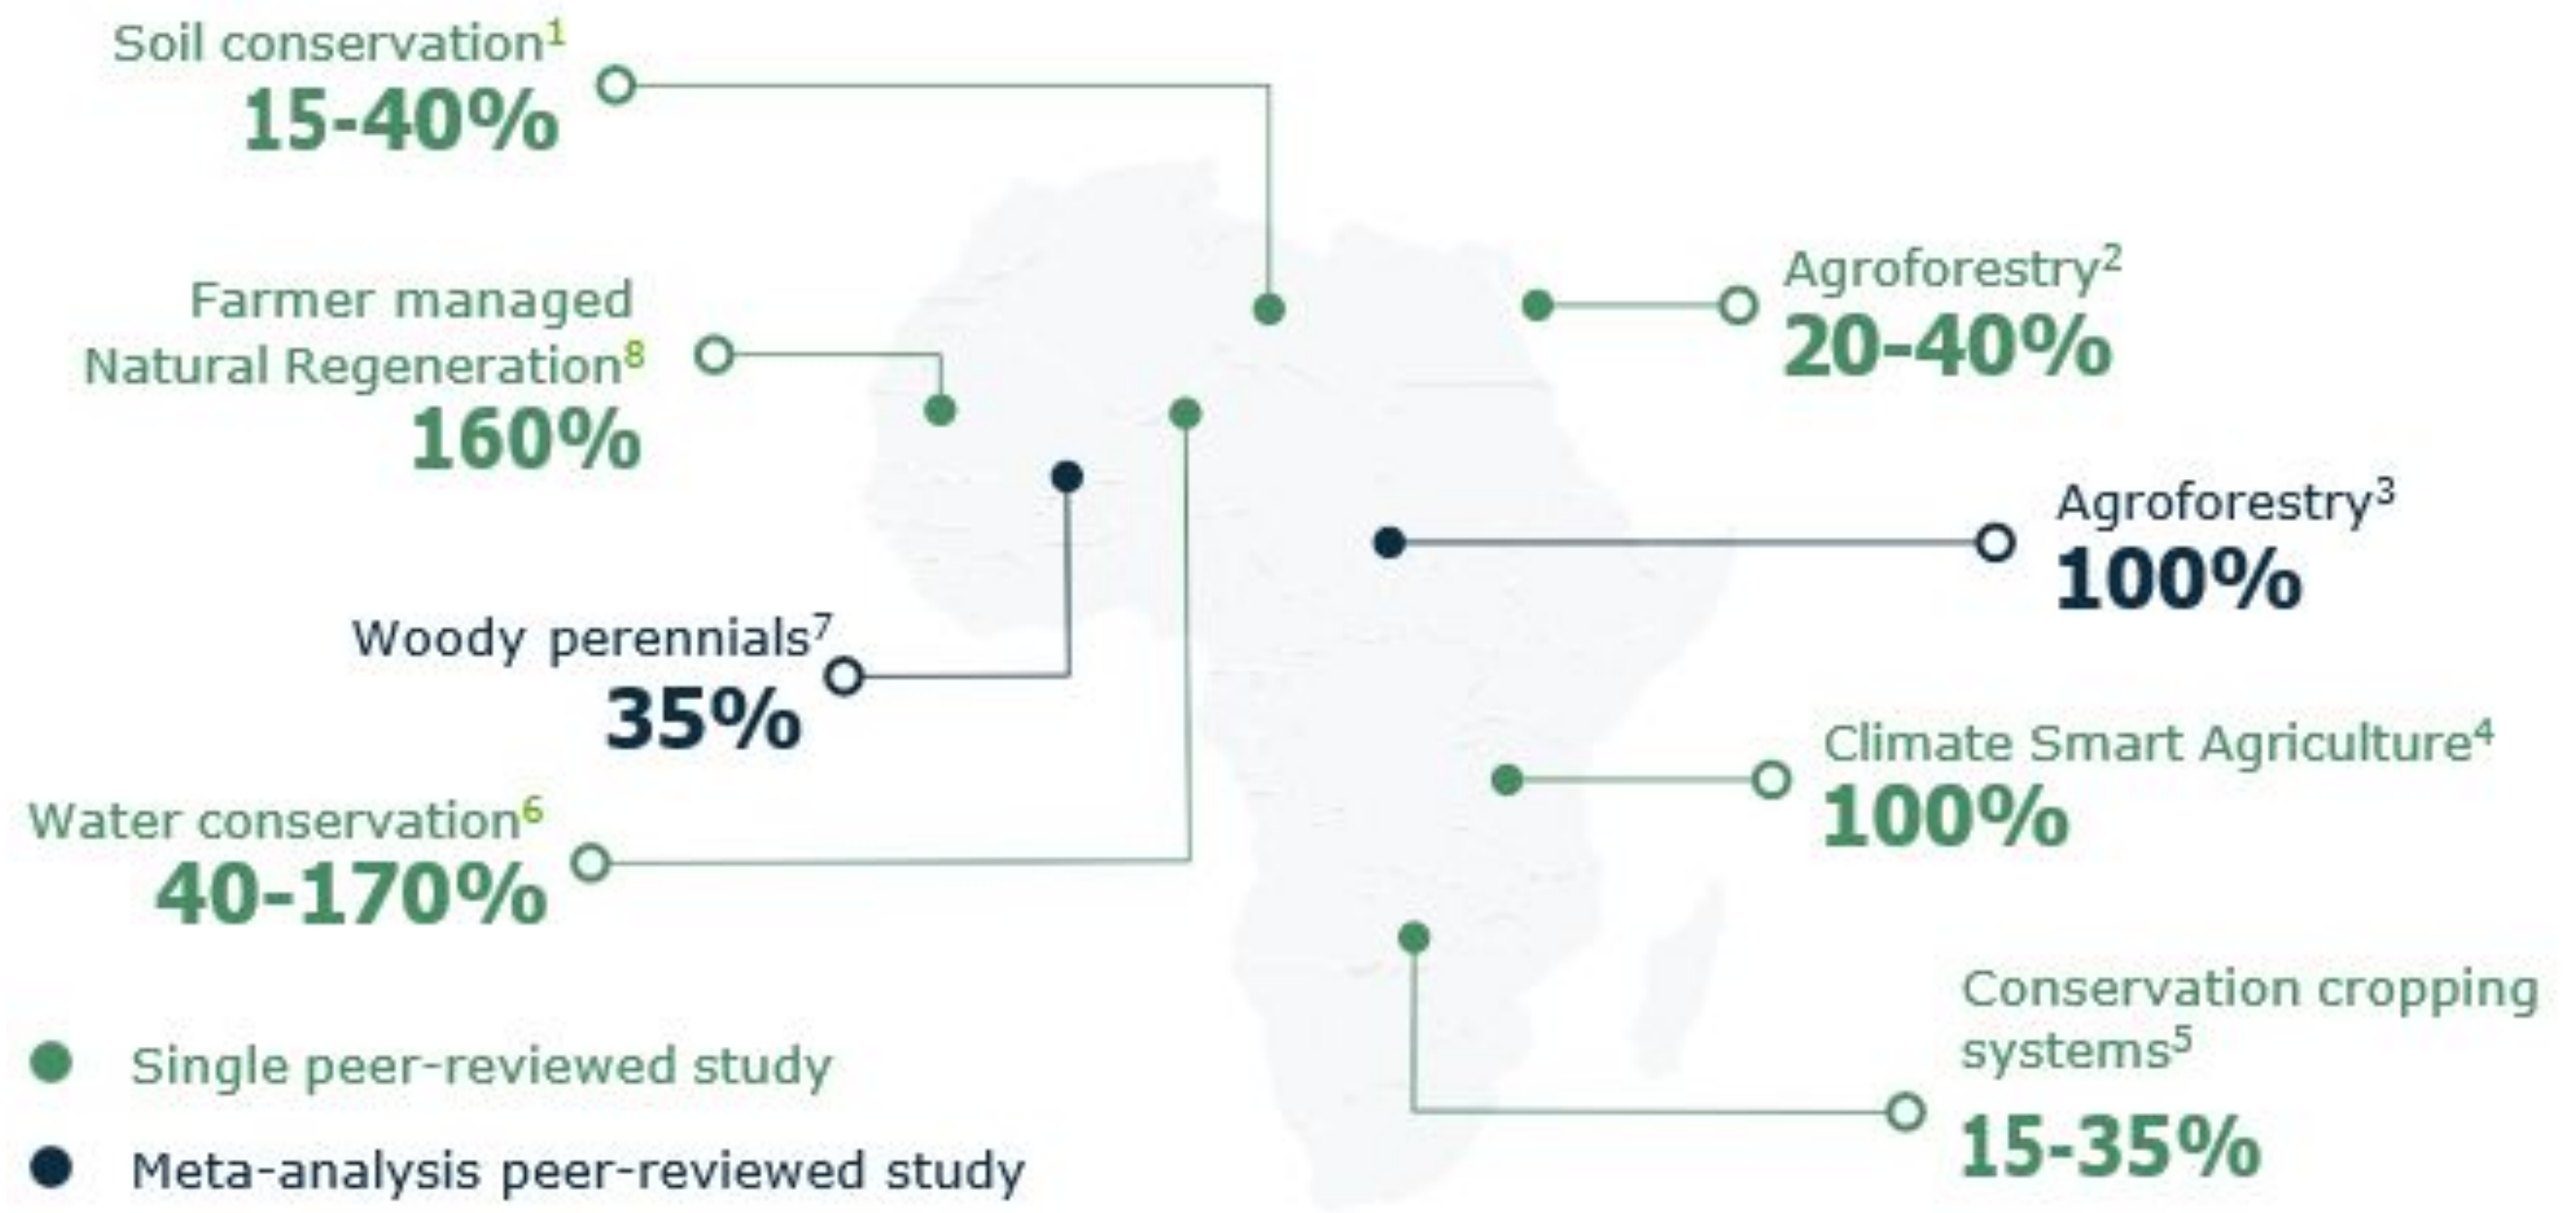 Soil conservation¹
15-40%
Farmer managed
Natural Regeneration⁸
160%
Woody perennials⁷
35%
Water conservation⁶
40-170%
Agroforestry²
20-40%
Agroforestry³
100%
Climate Smart Agriculture⁴
100%
Conservation cropping
systems⁵
15-35%
Single peer-reviewed study
Meta-analysis peer-reviewed study